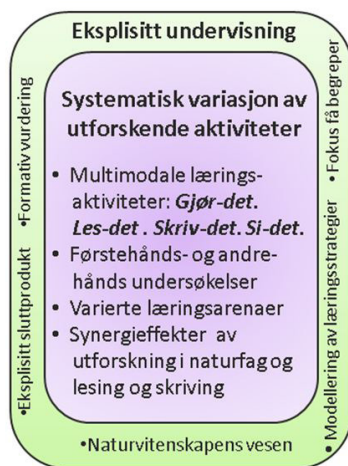 Eksplisitt undervisning
Systematisk variasjon av
utforskende aktiviteter
• Multimodale lærings-
aktiviteter: Gjør-det.
Les-det . Skriv-det. Si-det.
• Førstehånds- og andre-
hånds undersøkelser
• Varierte læringsarenaer
• Synergieffekter av
utforskning i naturfag og
lesing og skriving
•Formativ vurdering
•Eksplisitt sluttprodukt
• Fokus få begreper
• Modellering av læringsstrategier
•Naturvitenskapens vesen